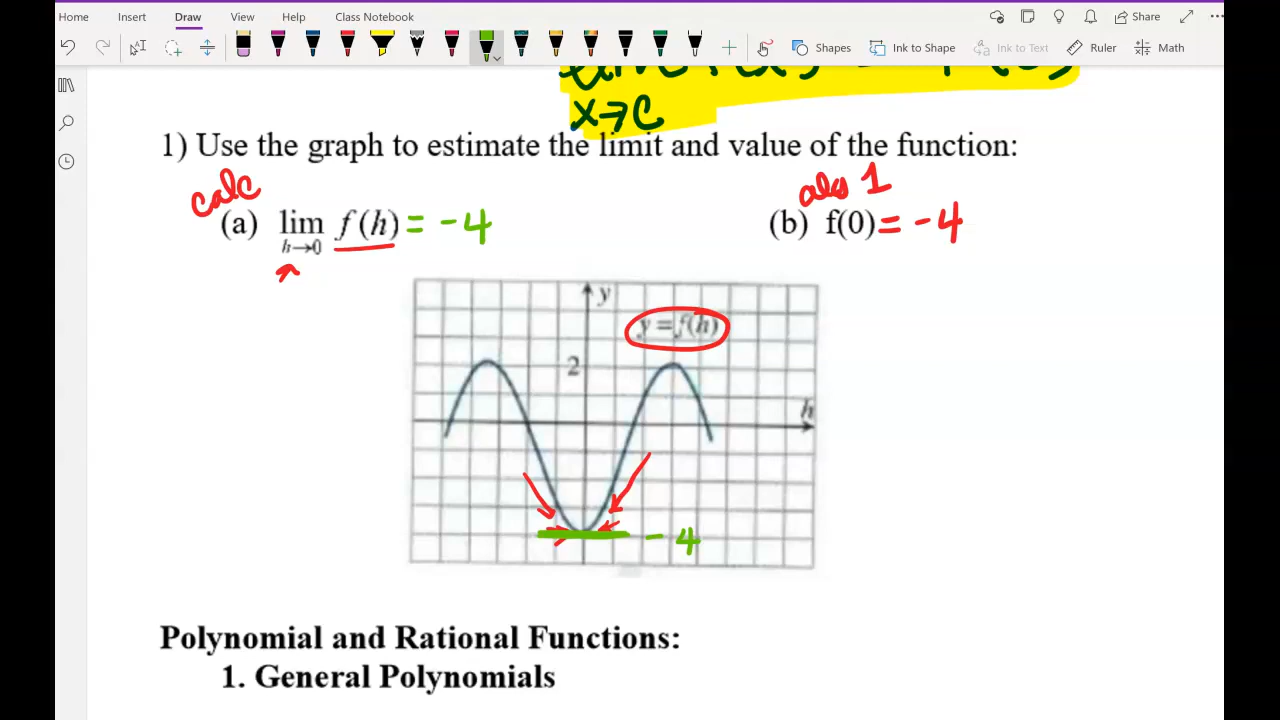 Home Insert Draw View Help Class Notebook Share
Shapes Ink to Shape Ink to Text Ruler Math
x→c
1) Use the graph to estimate the limit and value of the function:
calc
alg 1
(a) lim f(h) = -4 (b) f(0) = -4
h→0
y
y = f(h)
2
h
-4
Polynomial and Rational Functions:
1. General Polynomials